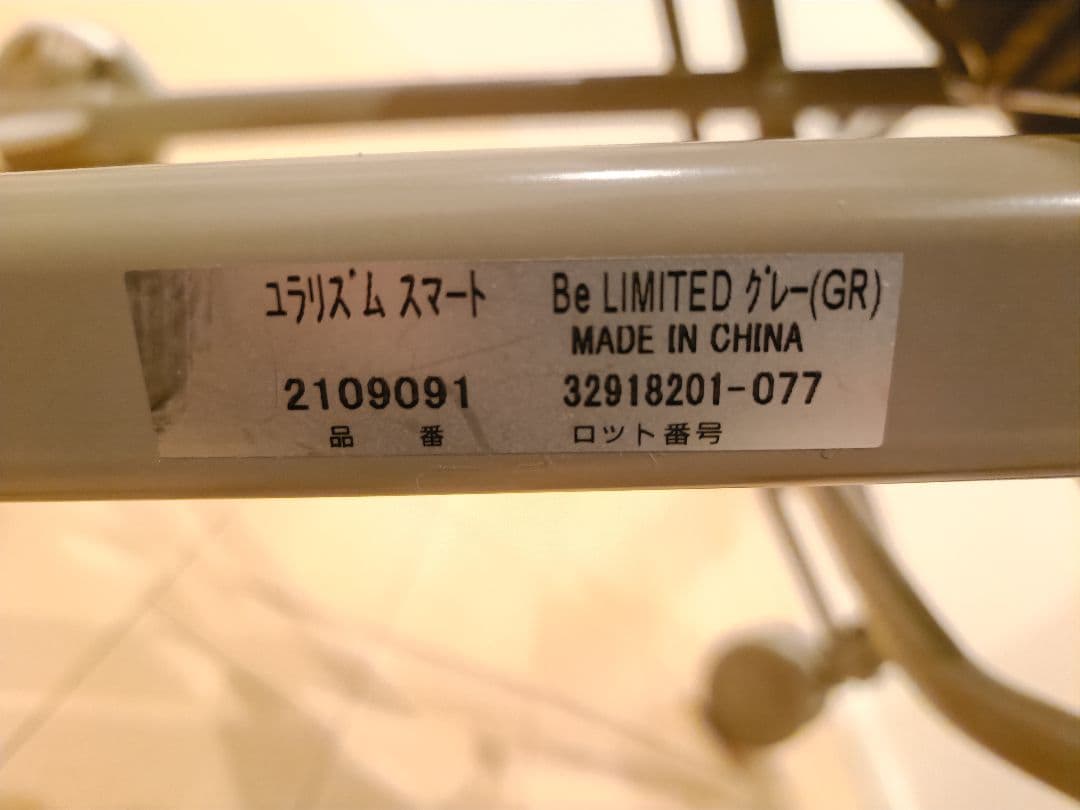 ﾕﾗﾘｽﾞﾑ ｽﾏｰﾄ Be LIMITED ｸﾞﾚｰ(GR)
MADE IN CHINA
2109091 32918201-077
品 番 ロット番号